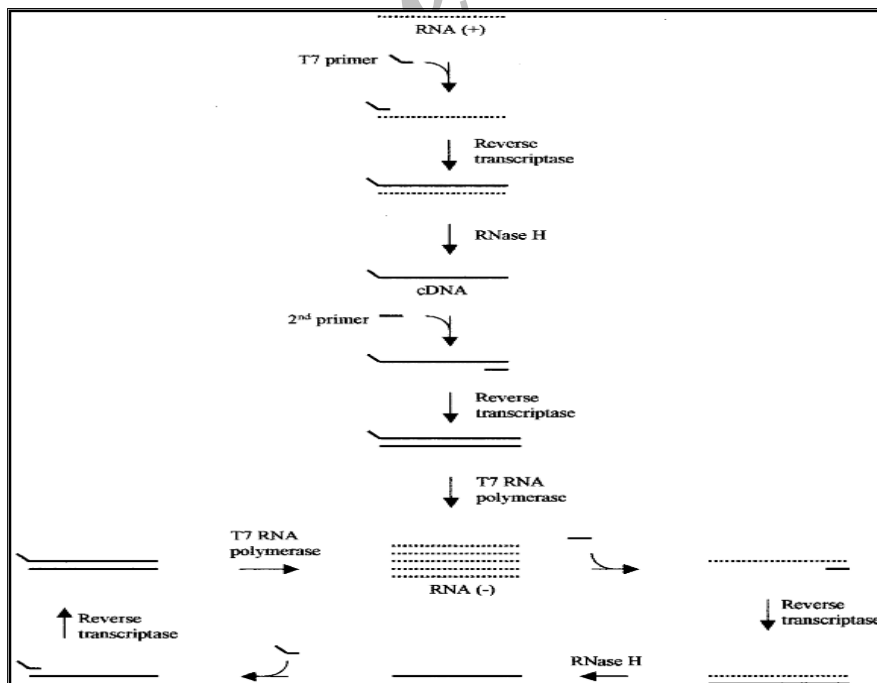 RNA (+)
T7 primer
Reverse
transcriptase
RNase H
cDNA
2nd primer
Reverse
transcriptase
T7 RNA
polymerase
T7 RNA
polymerase
RNA (-)
Reverse
transcriptase
Reverse
transcriptase
RNase H